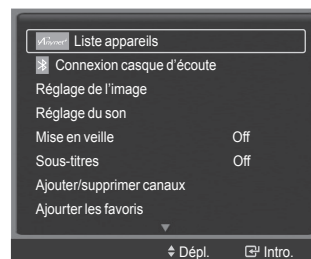 Anynet+ Liste appareils
Connexion casque d'écoute
Réglage de l'image
Réglage du son
Mise en veille Off
Sous-titres Off
Ajouter/supprimer canaux
Ajourter les favoris
Dépl. Intro.